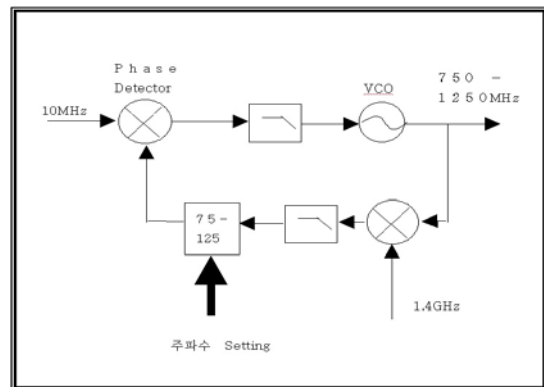 Phase
Detector
VCO
750 -
1250MHz
10MHz
75-
125
1.4GHz
주파수 Setting